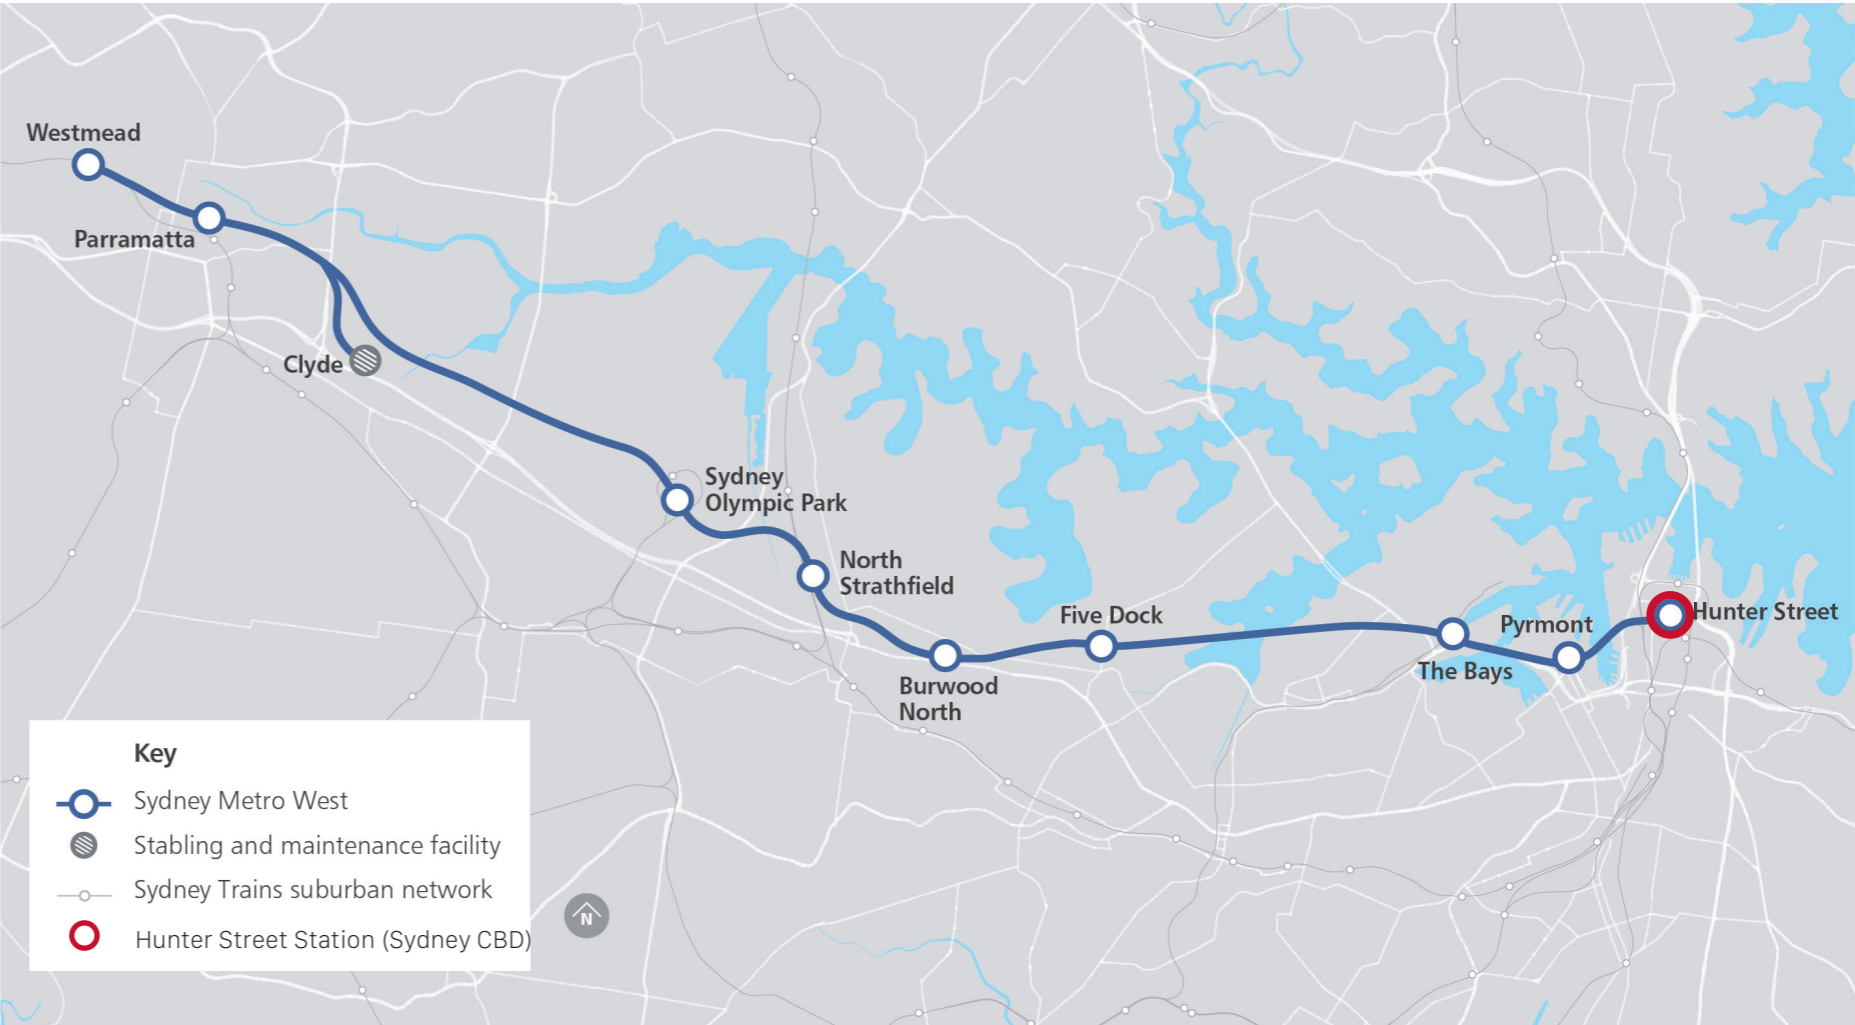 Westmead
Parramatta
Clyde
Sydney
Olympic Park
North
Strathfield
Burwood
North
Five Dock
The Bays
Pyrmont
Hunter Street
Key
Sydney Metro West
Stabling and maintenance facility
Sydney Trains suburban network
Hunter Street Station (Sydney CBD)
N